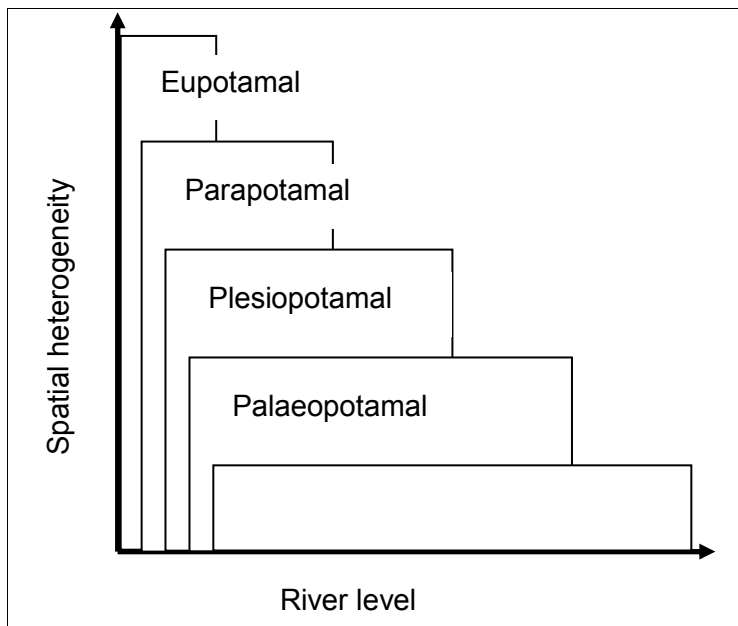 Eupotamal
Parapotamal
Plesiopotamal
Palaeopotamal
Spatial heterogeneity
River level